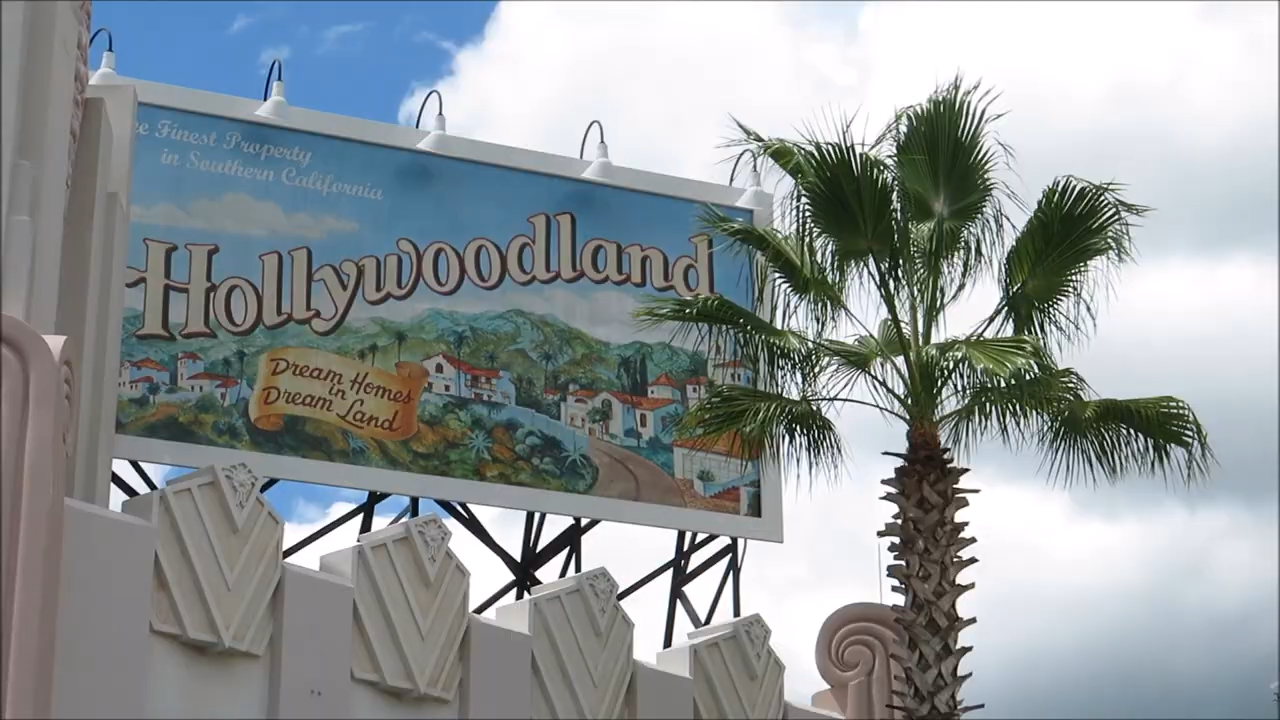 Finest Property
in Southern California
Hollywoodland
Dream Homes
in
Dream Land